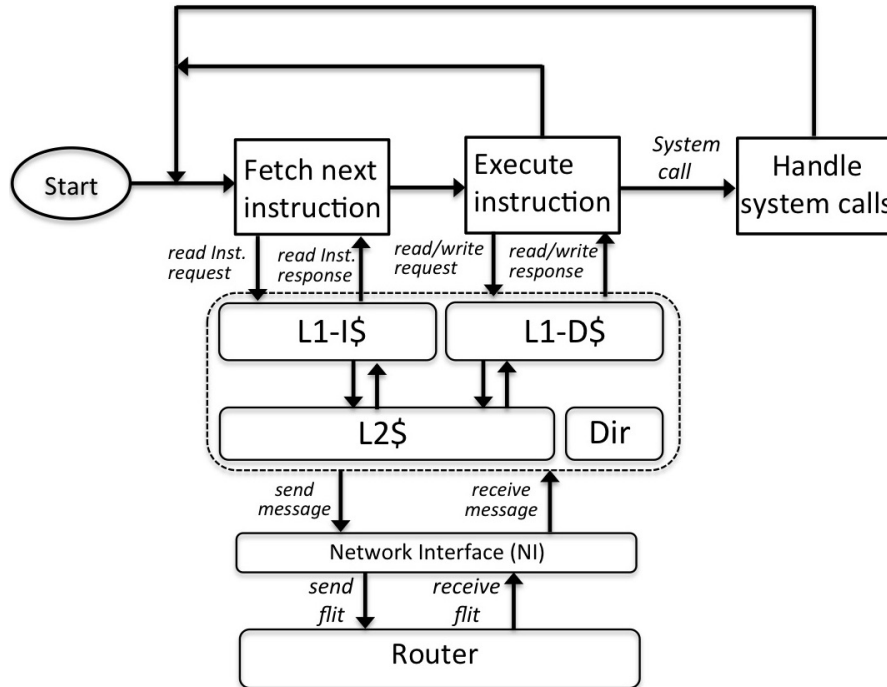 Start
Fetch next
instruction
Execute
instruction
System
call
Handle
system calls
read Inst.
request
read Inst.
response
read/write
request
read/write
response
L1-I$
L1-D$
L2$
Dir
send
message
receive
message
Network Interface (NI)
send
flit
receive
flit
Router